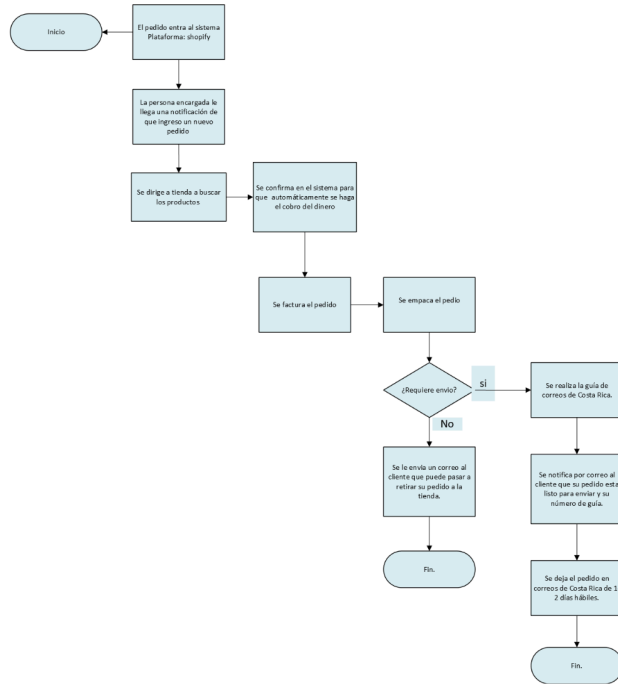 Inicio
El pedido entra al sistema
Plataforma: shopify
La persona encargada le
llega una notificación de
que ingreso un nuevo
pedido
Se dirige a tienda a buscar
los productos
Se confirma en el sistema para
que automáticamente se haga
el cobro del dinero
Se factura el pedido
Se empaca el pedio
¿Requiere envío?
si
No
Se realiza la guía de
correos de Costa Rica.
Se le envía un correo al
cliente que puede pasar a
retirar su pedido a la
tienda.
Se notifica por correo al
cliente que su pedido esta
listo para enviar y su
número de guía.
Fin.
Se deja el pedido en
correos de Costa Rica de 1
2 días hábiles.
Fin.